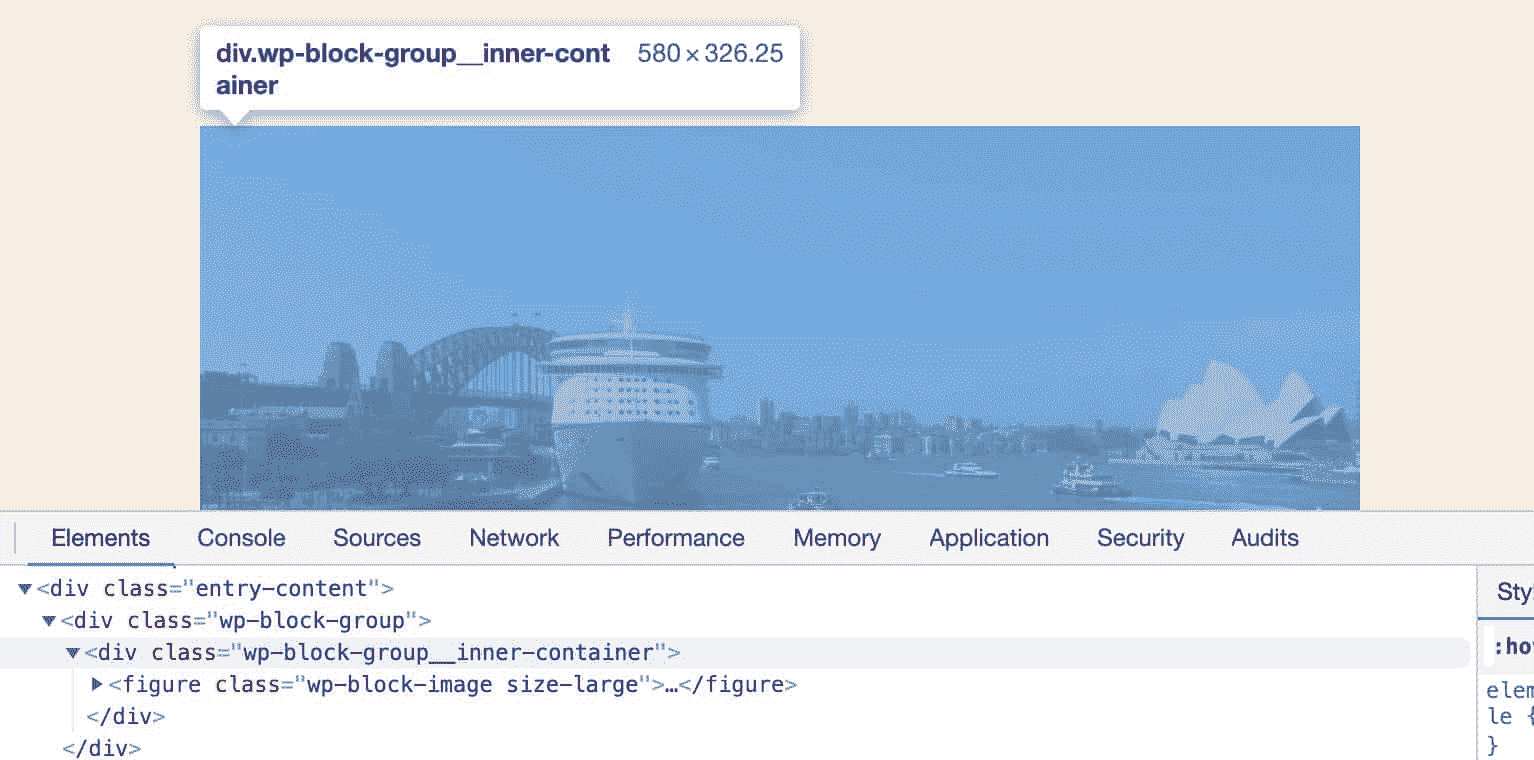 div.wp-block-group__inner-cont 580 × 326.25
ainer
Elements Console Sources Network Performance Memory Application Security Audits
▼<div class="entry-content">
▼<div class="wp-block-group">
▼<div class="wp-block-group__inner-container">
▶<figure class="wp-block-image size-large">…</figure>
</div>
</div>
Sty
:ho
elem
le {
}